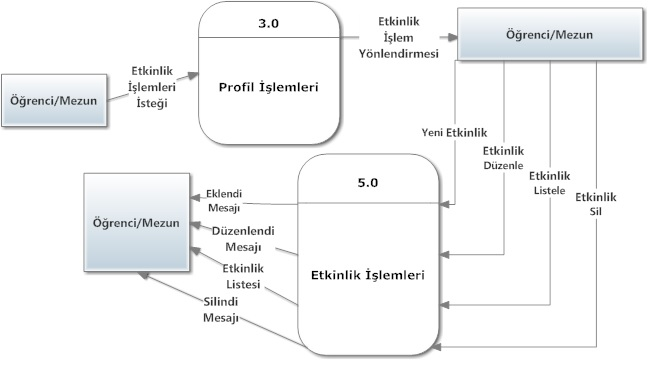 3.0
Profil İşlemleri
Öğrenci/Mezun
Etkinlik
İşlemleri
İsteği
Etkinlik
İşlem
Yönlendirmesi
Öğrenci/Mezun
Yeni Etkinlik
Etkinlik
Düzenle
Etkinlik
Listele
Etkinlik
Sil
5.0
Etkinlik İşlemleri
Öğrenci/Mezun
Eklendi
Mesajı
Düzenlendi
Mesajı
Etkinlik
Listesi
Silindi
Mesajı